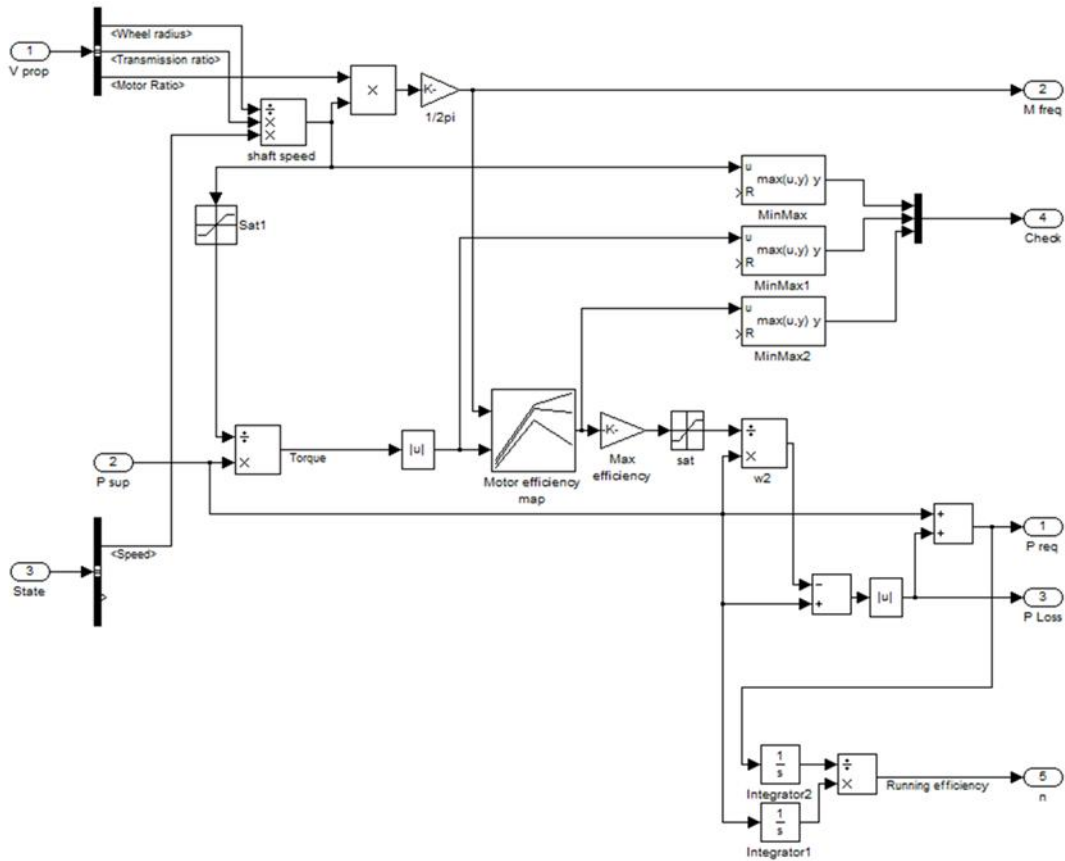 1
V prop
<Wheel radius>
<Transmission ratio>
<Motor Ratio>
÷
×
×
shaft speed
×
-K-
1/2pi
2
M freq
Sat1
u
R
max(u,y) y
MinMax
u
R
max(u,y) y
MinMax1
u
R
max(u,y) y
MinMax2
4
Check
2
P sup
÷
×
Torque
|u|
Motor efficiency
map
-K-
Max
efficiency
sat
÷
×
w2
+
+
1
P req
3
State
<Speed>
−
+
|u|
3
P Loss
1
s
Integrator2
1
s
Integrator1
÷
×
Running efficiency
5
n